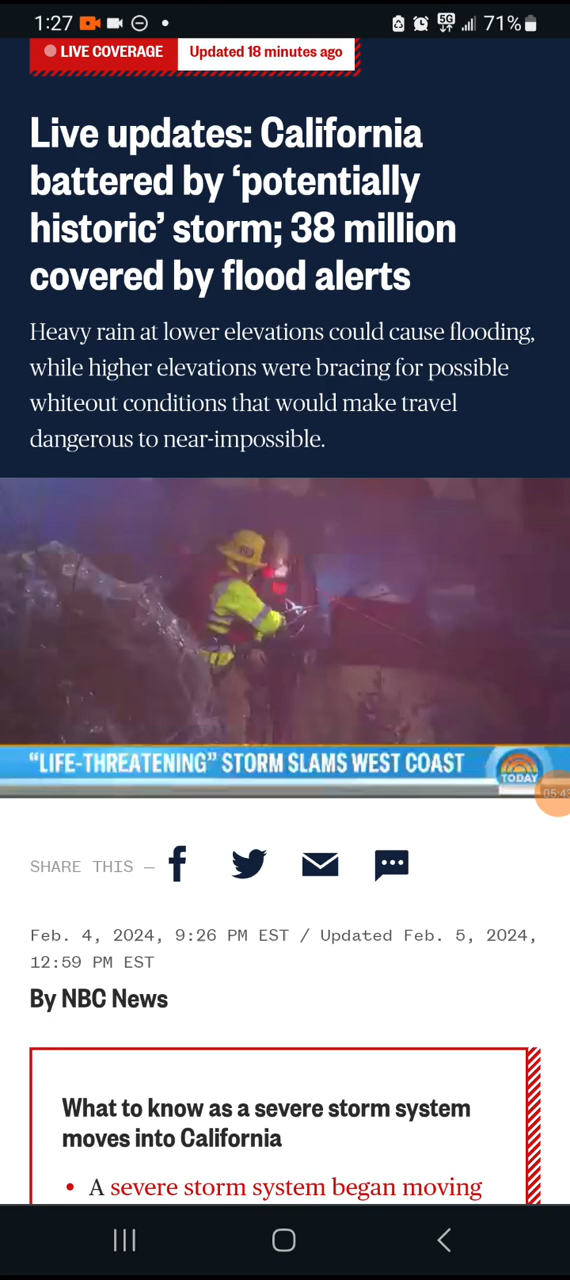 1:27
5G
71%
LIVE COVERAGE
Updated 18 minutes ago
Live updates: California
battered by ‘potentially
historic’ storm; 38 million
covered by flood alerts
Heavy rain at lower elevations could cause flooding,
while higher elevations were bracing for possible
whiteout conditions that would make travel
dangerous to near-impossible.
“LIFE-THREATENING” STORM SLAMS WEST COAST
TODAY
SHARE THIS —
Feb. 4, 2024, 9:26 PM EST / Updated Feb. 5, 2024,
12:59 PM EST
By NBC News
What to know as a severe storm system
moves into California
• A severe storm system began moving